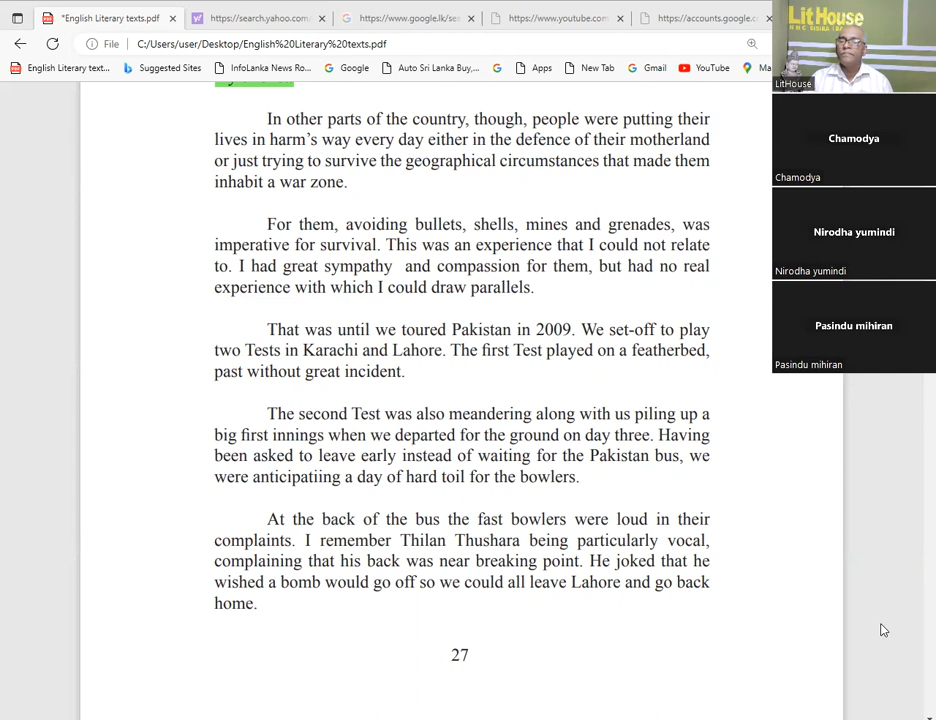 *English Literary texts.pdf
https://search.yahoo.com.
https://www.google.lk/se
https://www.youtube.com
https://accounts.google.c
File
C:/Users/user/Desktop/English%20Literary%20texts.pdf
English Literary text...
Suggested Sites
InfoLanka News Ro...
Google
Auto Sri Lanka Buy,...
Apps
New Tab
Gmail
YouTube
Ma
In other parts of the country, though, people were putting their
lives in harm's way every day either in the defence of their motherland
or just trying to survive the geographical circumstances that made them
inhabit a war zone.
For them, avoiding bullets, shells, mines and grenades, was
imperative for survival. This was an experience that I could not relate
to. I had great sympathy and compassion for them, but had no real
experience with which I could draw parallels.
That was until we toured Pakistan in 2009. We set-off to play
two Tests in Karachi and Lahore. The first Test played on a featherbed,
past without great incident.
The second Test was also meandering along with us piling up a
big first innings when we departed for the ground on day three. Having
been asked to leave early instead of waiting for the Pakistan bus, we
were anticipatiing a day of hard toil for the bowlers.
At the back of the bus the fast bowlers were loud in their
complaints. I remember Thilan Thushara being particularly vocal,
complaining that his back was near breaking point. He joked that he
wished a bomb would go off so we could all leave Lahore and go back
home.
27
Lit House
LitHouse
Chamodya
Chamodya
Nirodha yumindi
Nirodha yumindi
Pasindu mihiran
Pasindu mihiran